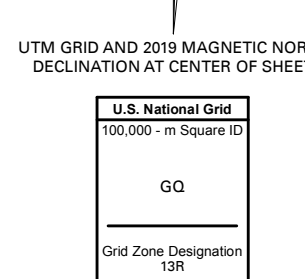 UTM GRID AND 2019 MAGNETIC NOR
DECLINATION AT CENTER OF SHEET
U.S. National Grid
100,000 - m Square ID
GQ
Grid Zone Designation
13R